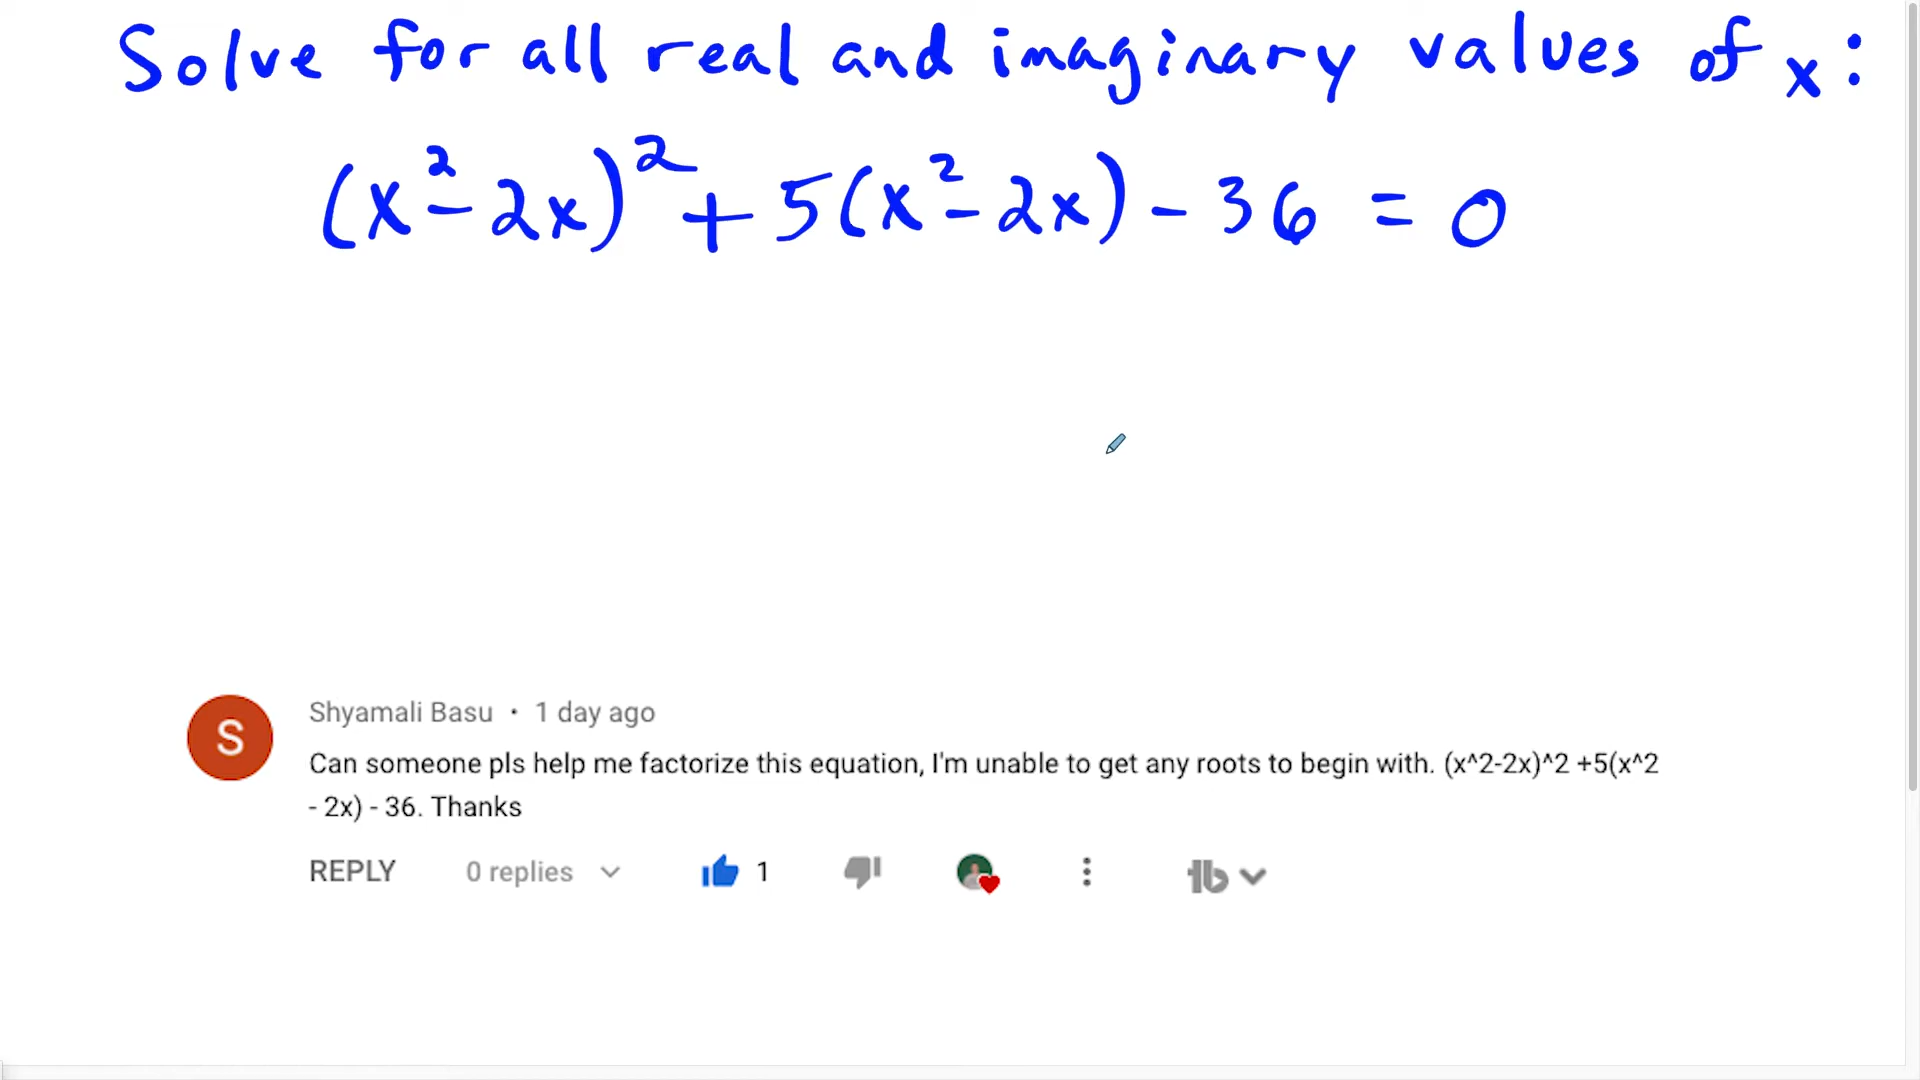 Solve for all real and imaginary values of x:
(x²-2x)²+5(x²-2x)-36 = 0
S
Shyamali Basu • 1 day ago
Can someone pls help me factorize this equation, I'm unable to get any roots to begin with. (x^2-2x)^2 +5(x^2
- 2x) - 36. Thanks
REPLY 0 replies 1 tb